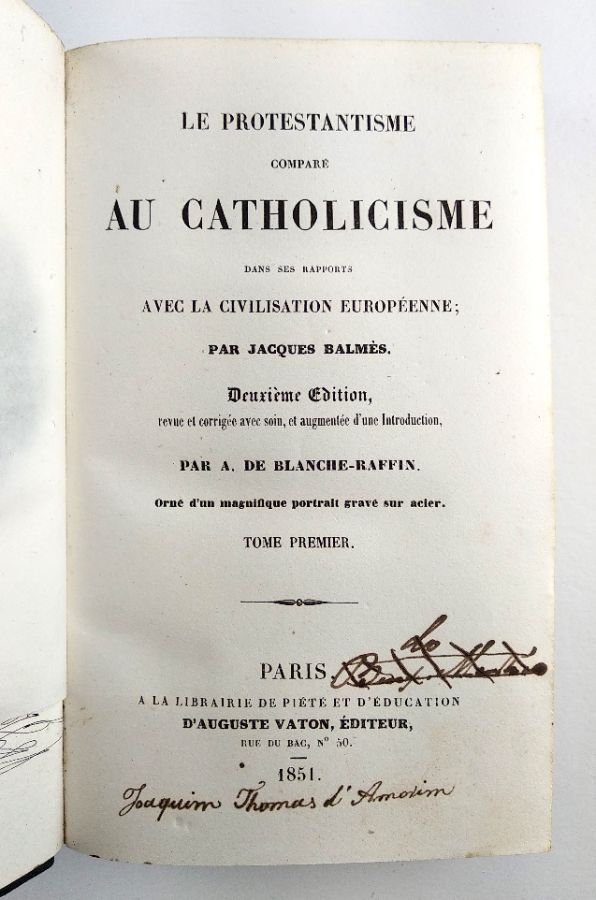 LE PROTESTANTISME
COMPARÉ
AU CATHOLICISME
DANS SES RAPPORTS
AVEC LA CIVILISATION EUROPÉENNE;
PAR JACQUES BALMÈS.
Deuxième Edition,
revue et corrigée avec soin, et augmentée d'une Introduction,
PAR A. DE BLANCHE-RAFFIN.
Orné d'un magnifique portrait gravé sur acier.
TOME PREMIER.
Do
PARIS,
A LA LIBRAIRIE DE PIÉTÉ ET D'ÉDUCATION
D'AUGUSTE VATON, ÉDITEUR,
RUE DU BAC, Nº 50.
1851.
Joaquim Thomas d'Amorim